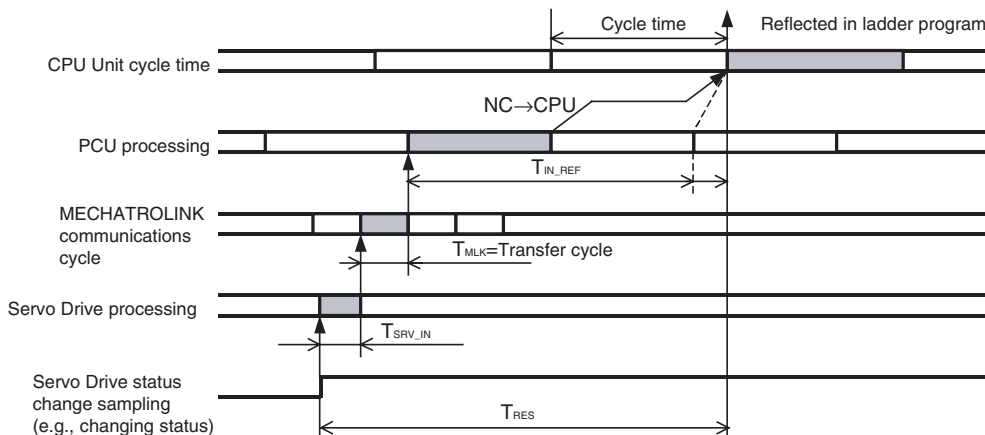 Cycle time
Reflected in ladder program
CPU Unit cycle time
NC→CPU
PCU processing
TIN_REF
MECHATROLINK
communications
cycle
TMLK=Transfer cycle
Servo Drive processing
TSRV_IN
Servo Drive status
change sampling
(e.g., changing status)
TRES